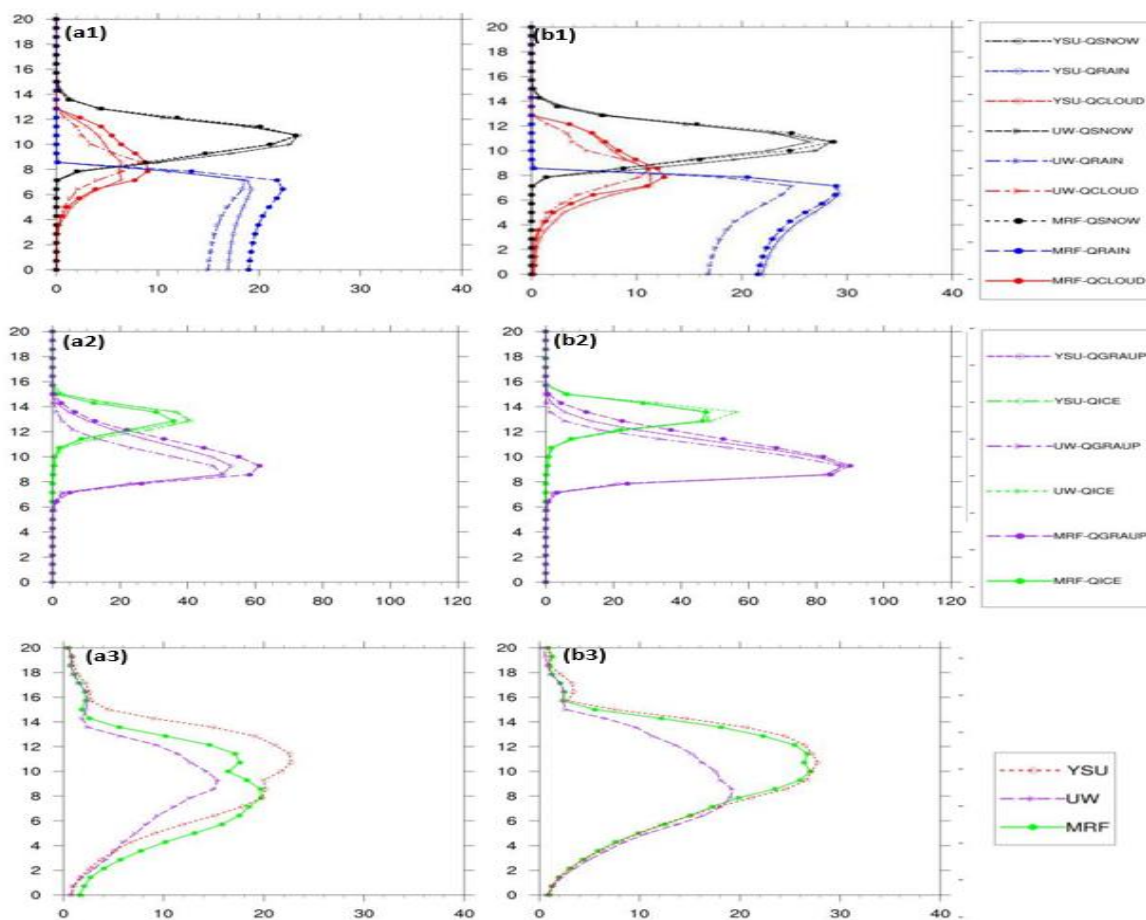 (a1)
20
18
16
14
12
10
8
6
4
2
0
0 10 20 30 40
(b1)
20
18
16
14
12
10
8
6
4
2
0
0 10 20 30 40
YSU-QSNOW
YSU-QRAIN
YSU-QCLOUD
UW-QSNOW
UW-QRAIN
UW-QCLOUD
MRF-QSNOW
MRF-QRAIN
MRF-QCLOUD
(a2)
20
18
16
14
12
10
8
6
4
2
0
0 20 40 60 80 100 120
(b2)
20
18
16
14
12
10
8
6
4
2
0
0 20 40 60 80 100 120
YSU-QGRAUP
YSU-QICE
UW-QGRAUP
UW-QICE
MRF-QGRAUP
MRF-QICE
(a3)
20
18
16
14
12
10
8
6
4
2
0
0 10 20 30 40
(b3)
20
18
16
14
12
10
8
6
4
2
0
0 10 20 30 40
YSU
UW
MRF